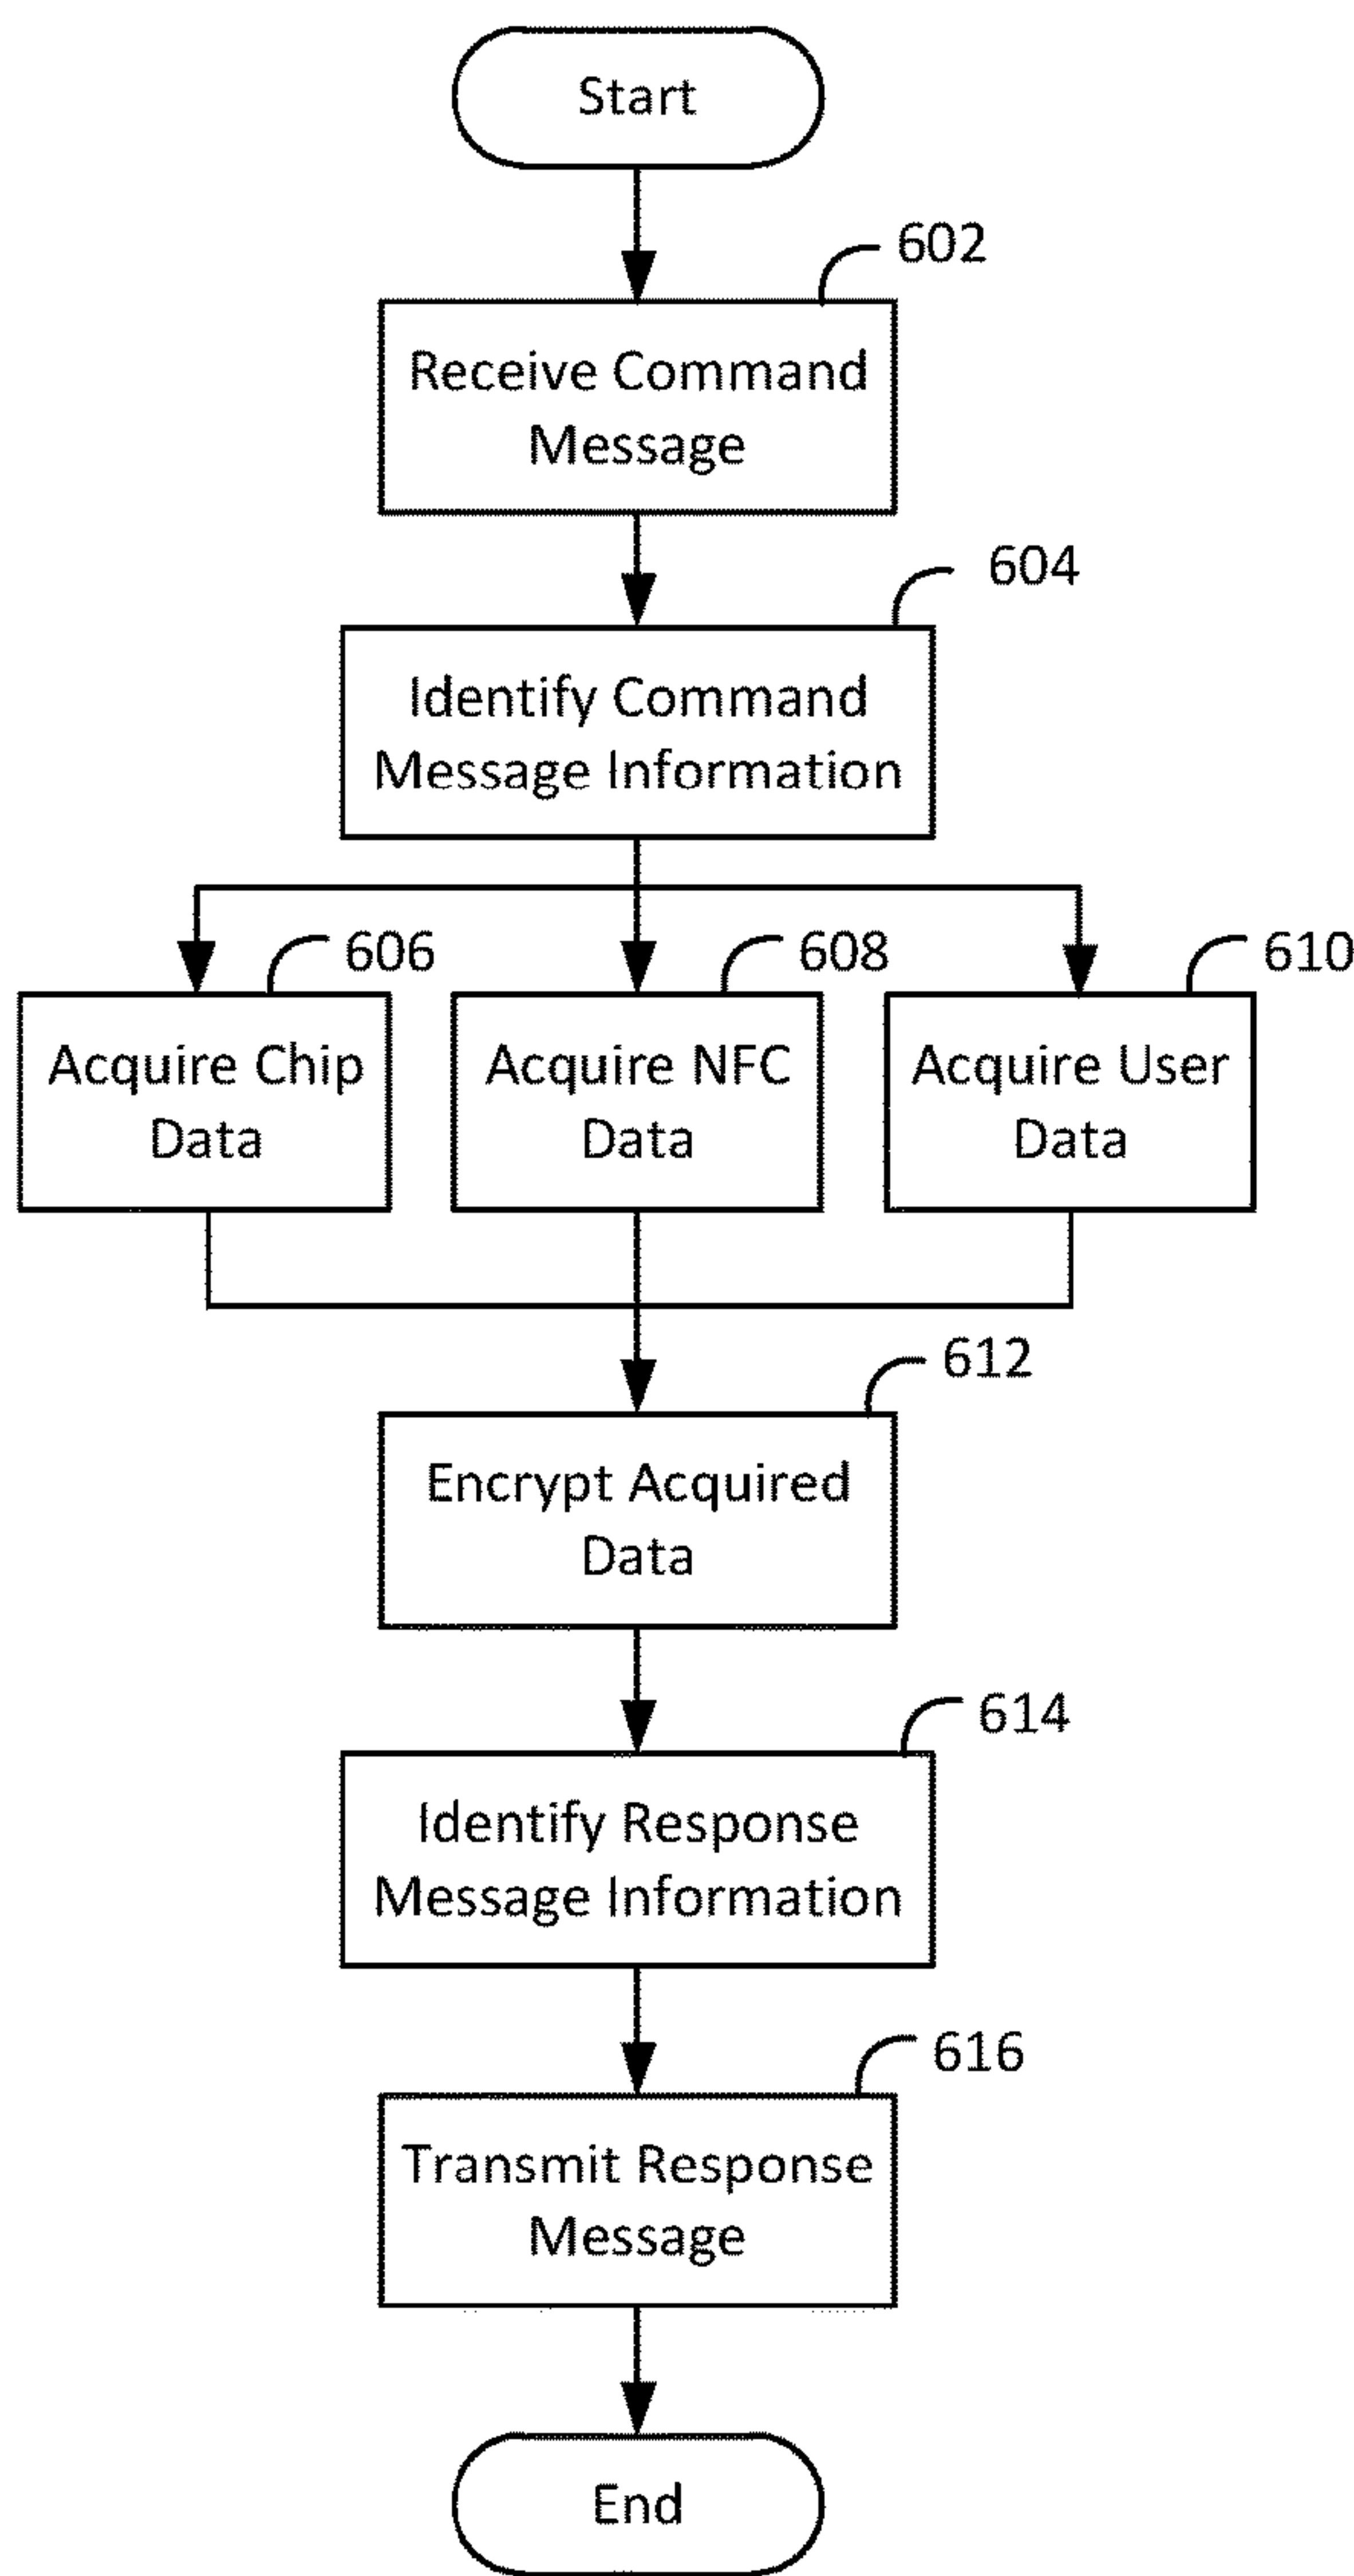 Start
602
Receive Command
Message
604
Identify Command
Message Information
606
608
610
Acquire Chip
Data
Acquire NFC
Data
Acquire User
Data
612
Encrypt Acquired
Data
614
Identify Response
Message Information
616
Transmit Response
Message
End